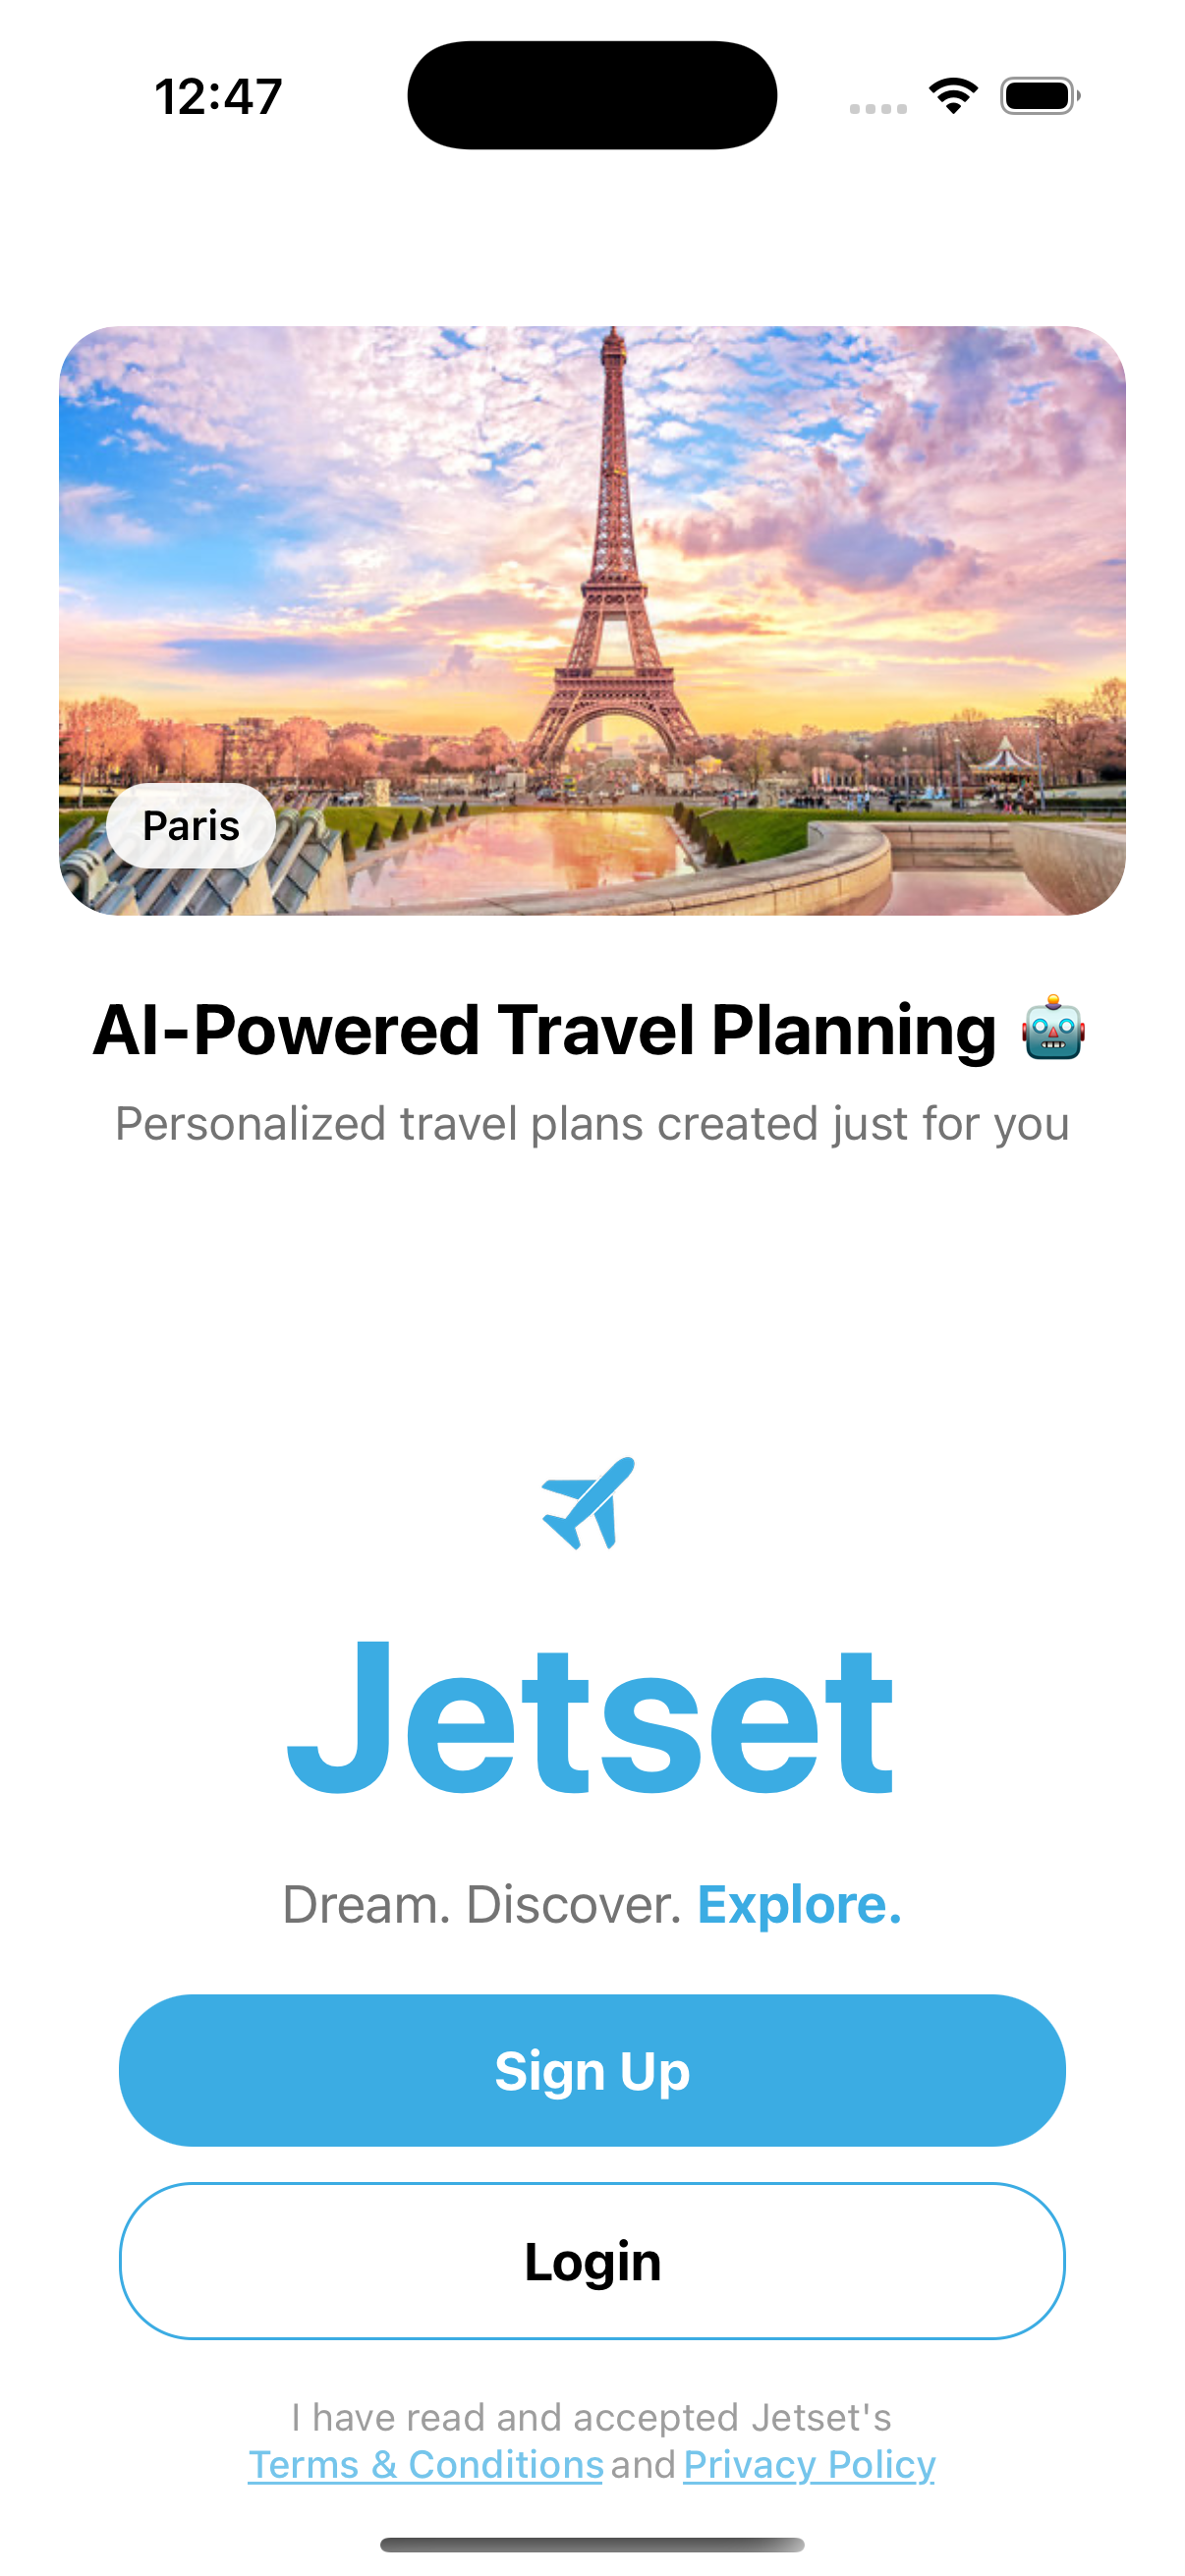 12:47
Paris
AI-Powered Travel Planning 🤖
Personalized travel plans created just for you
Jetset
Dream. Discover. Explore.
Sign Up
Login
I have read and accepted Jetset's
Terms & Conditions and Privacy Policy